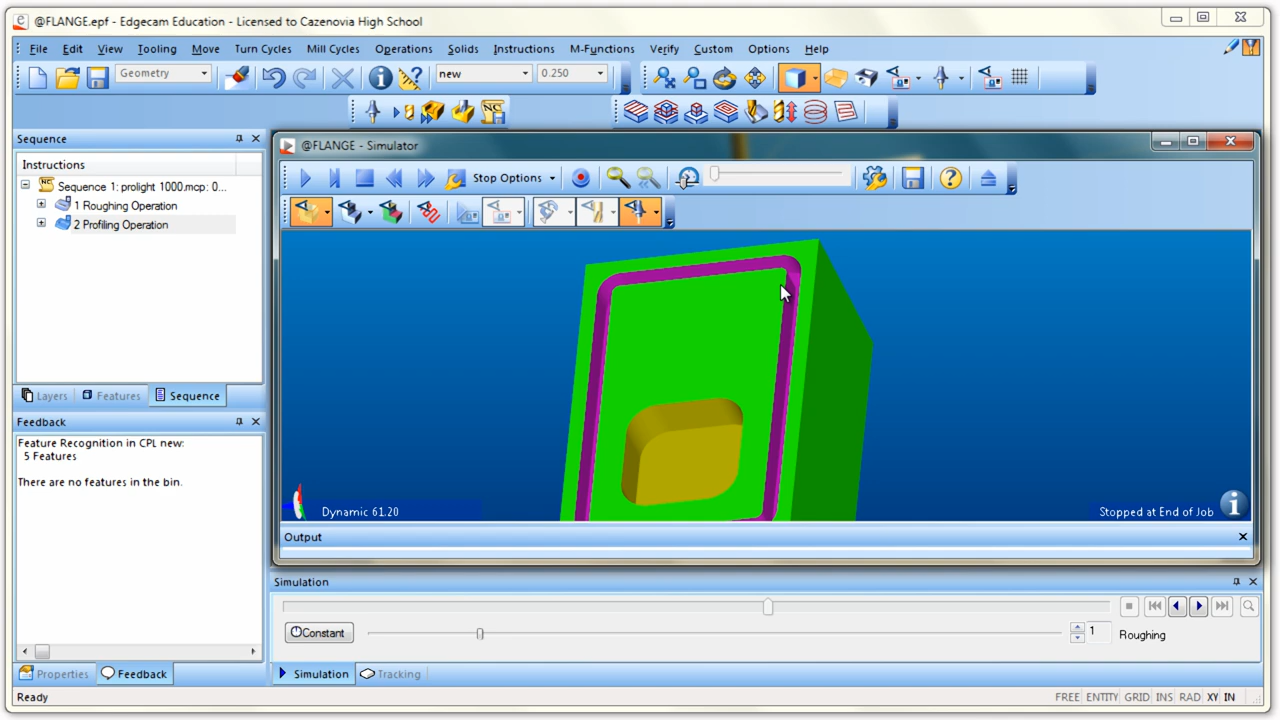 @FLANGE.epf - Edgecam Education - Licensed to Cazenovia High School
File Edit View Tooling Move Turn Cycles Mill Cycles Operations Solids Instructions M-Functions Verify Custom Options Help
Geometry new 0.250
Sequence
Instructions
Sequence 1: prolight 1000.mcp: 0...
1 Roughing Operation
2 Profiling Operation
Layers Features Sequence
Feedback
Feature Recognition in CPL new:
5 Features
There are no features in the bin.
Properties Feedback
@FLANGE - Simulator
Stop Options
Dynamic 61.20 Stopped at End of Job
Output
Simulation
Constant 1 Roughing
Simulation Tracking
Ready FREE ENTITY GRID INS RAD XY IN